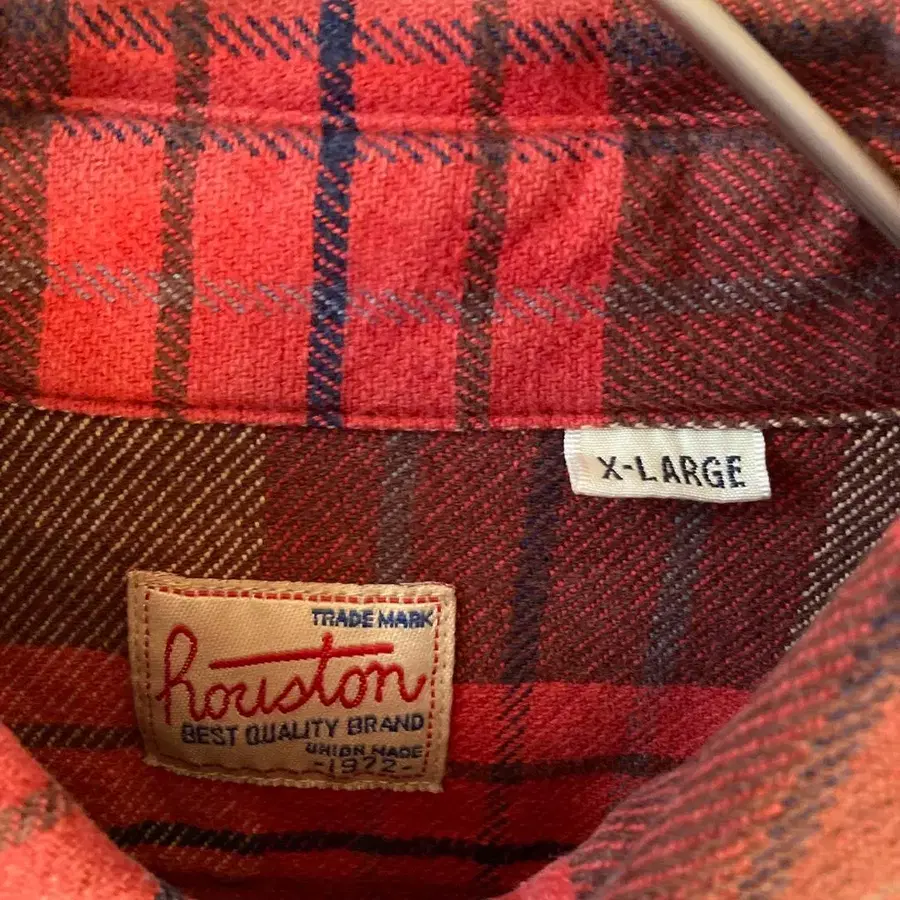 X-LARGE
TRADE MARK
houston
BEST QUALITY BRAND
UNION MADE
-1972-